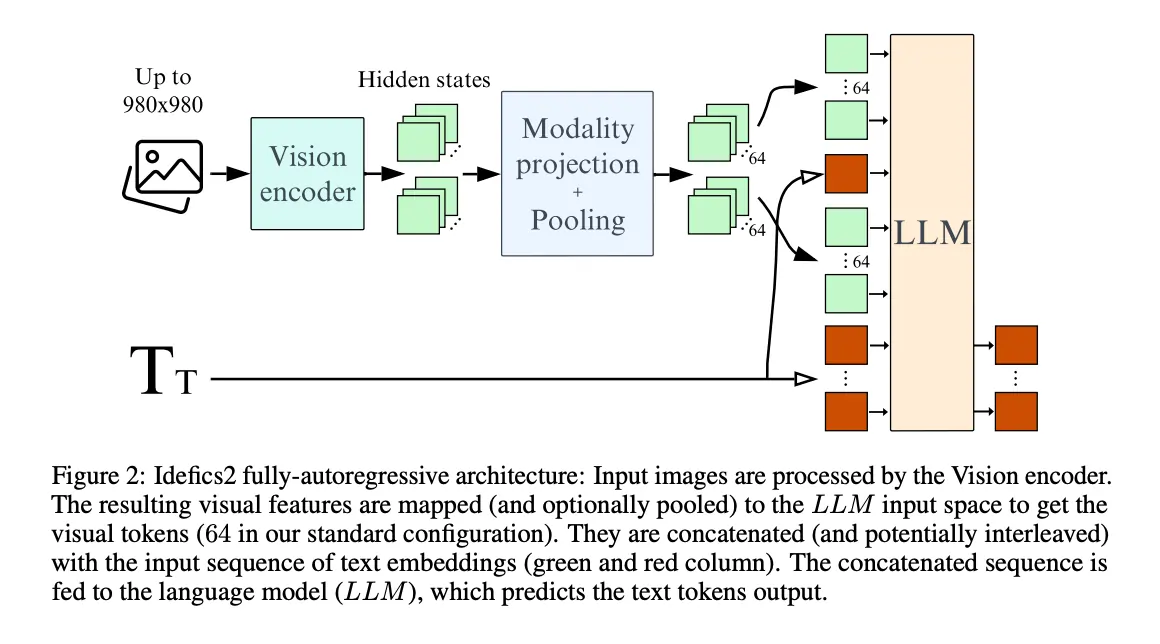 Up to
980x980
Hidden states
Vision
encoder
Modality
projection
+
Pooling
64
64
64
64
LLM
TT
Figure 2: Idefics2 fully-autoregressive architecture: Input images are processed by the Vision encoder.
The resulting visual features are mapped (and optionally pooled) to the LLM input space to get the
visual tokens (64 in our standard configuration). They are concatenated (and potentially interleaved)
with the input sequence of text embeddings (green and red column). The concatenated sequence is
fed to the language model (LLM), which predicts the text tokens output.